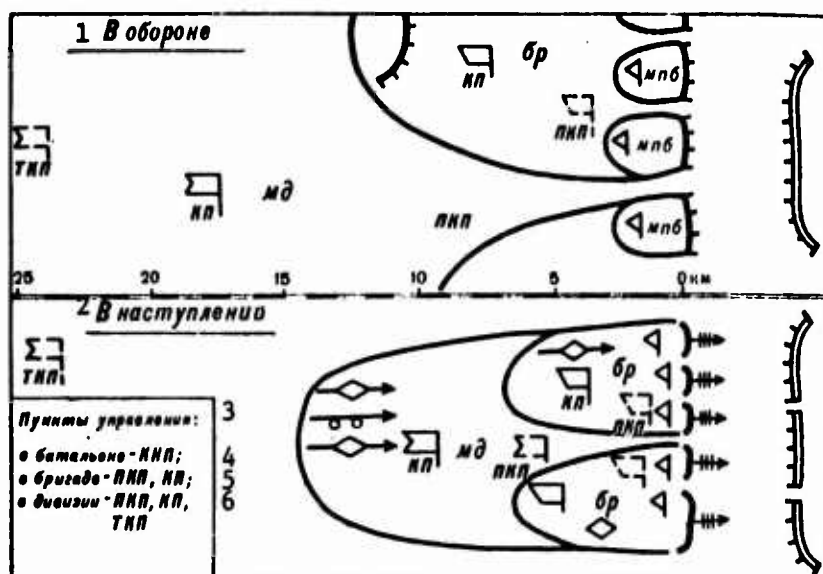 1 В обороне
бр
КП
ПКП
мпб
мпб
мпб
ТКП
КП
мд
ПКП
25 20 15 10 5 0 км
2 В наступлении
ТКП
бр
КП
ПКП
КП
мд
ПКП
бр
Пункты управления: 3
в батальоне-КНП; 4
в бригаде-ПКП, КП; 5
в дивизии-ПКП, КП, 6
ТКП